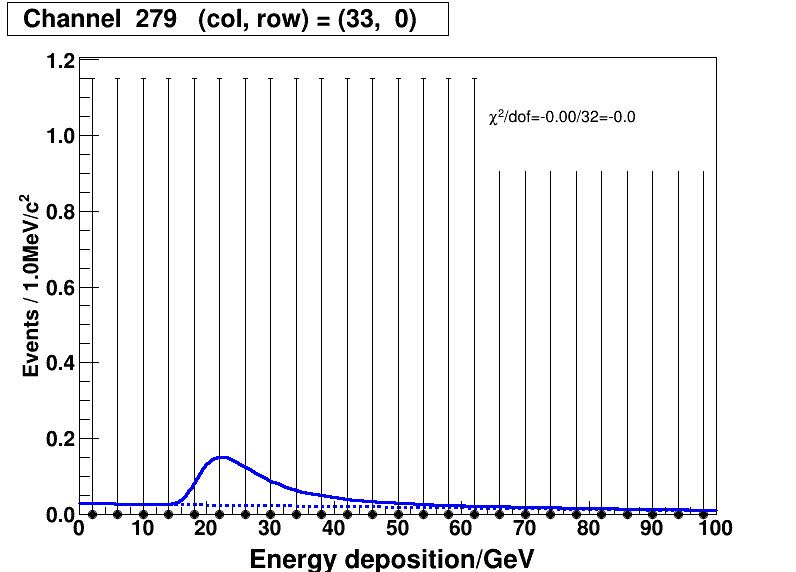 Channel  279   (col, row) = (33,  0)
χ²/dof=-0.00/32=-0.0
Events / 1.0MeV/c²
1.2
1.0
0.8
0.6
0.4
0.2
0.0
0 10 20 30 40 50 60 70 80 90 100
Energy deposition/GeV